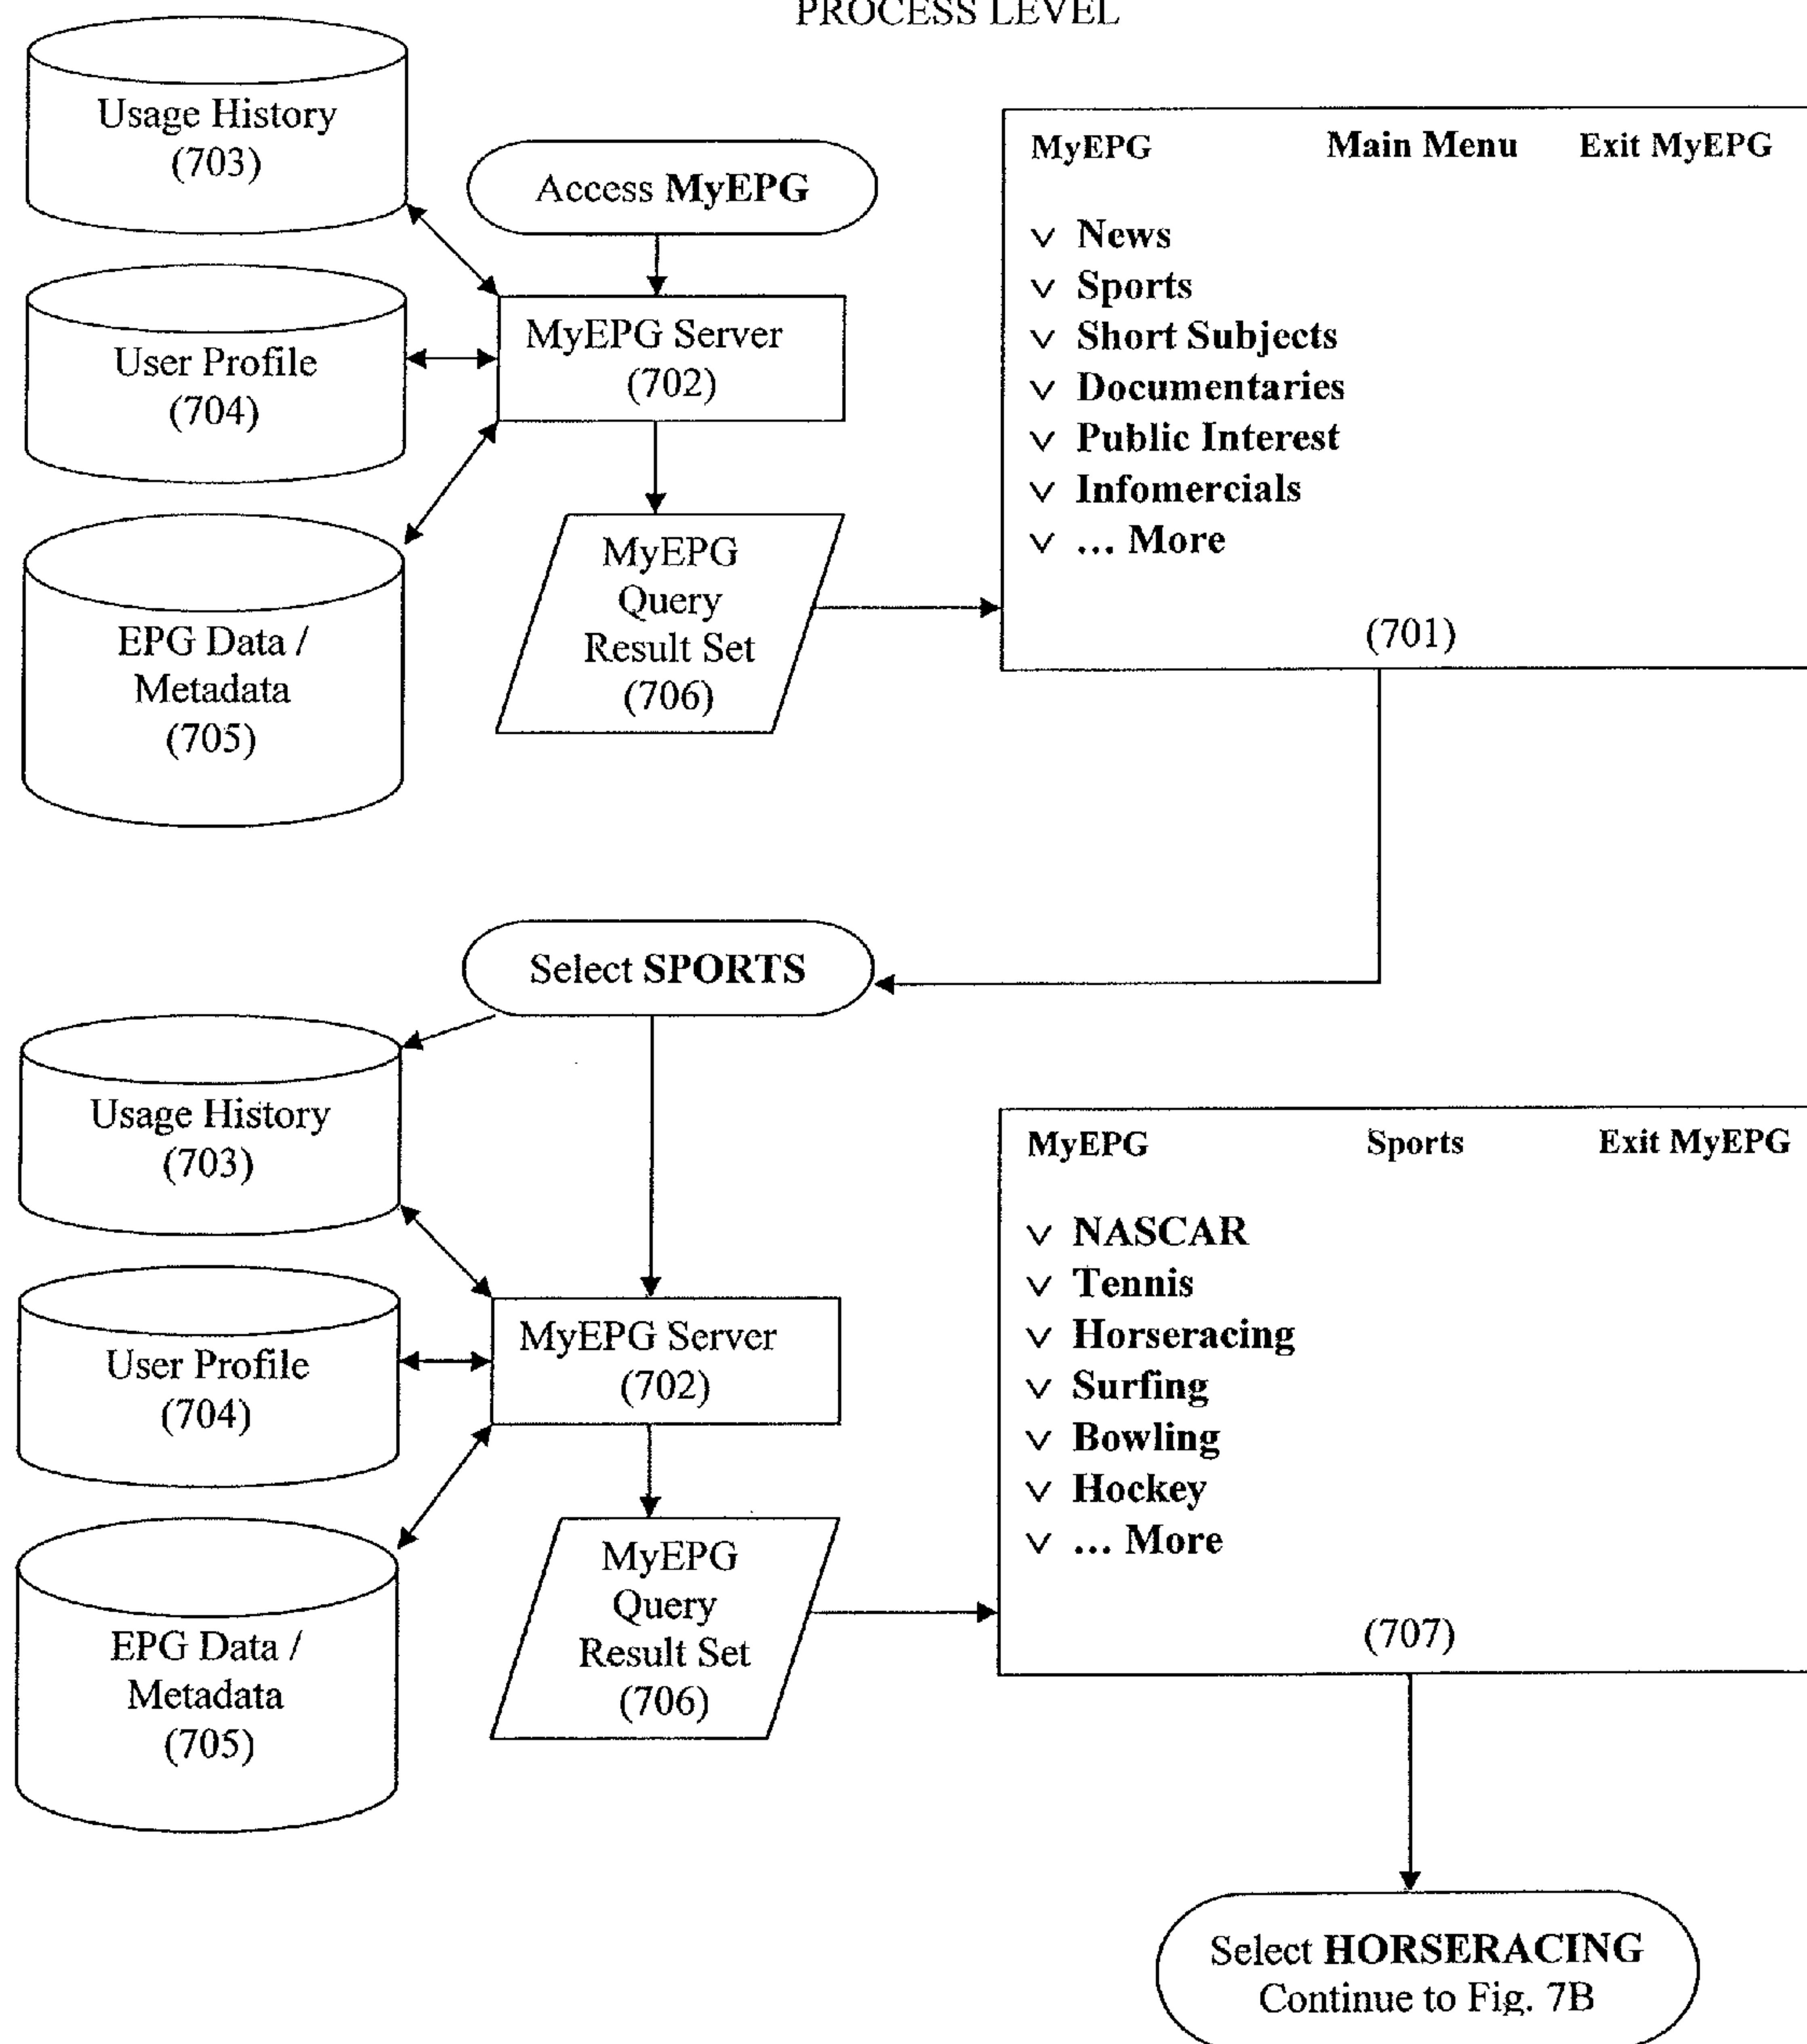 PROCESS LEVEL
Usage History
(703)
Access MyEPG
User Profile
(704)
MyEPG Server
(702)
EPG Data /
Metadata
(705)
MyEPG
Query
Result Set
(706)
MyEPG Main Menu Exit MyEPG
v News
v Sports
v Short Subjects
v Documentaries
v Public Interest
v Infomercials
v ... More
(701)
Select SPORTS
Usage History
(703)
User Profile
(704)
MyEPG Server
(702)
EPG Data /
Metadata
(705)
MyEPG
Query
Result Set
(706)
MyEPG Sports Exit MyEPG
v NASCAR
v Tennis
v Horseracing
v Surfing
v Bowling
v Hockey
v ... More
(707)
Select HORSERACING
Continue to Fig. 7B